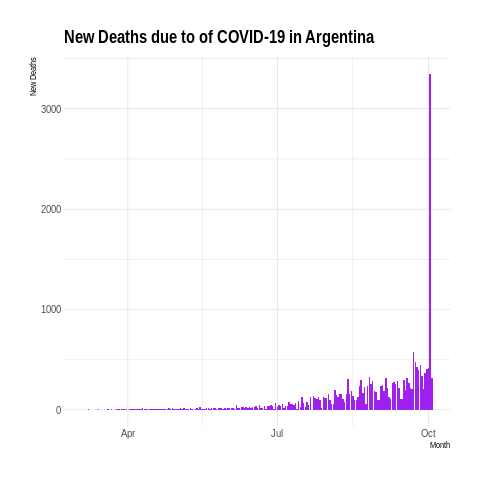 New Deaths due to of COVID-19 in Argentina
New Deaths
3000
2000
1000
0
Apr
Jul
Oct
Month